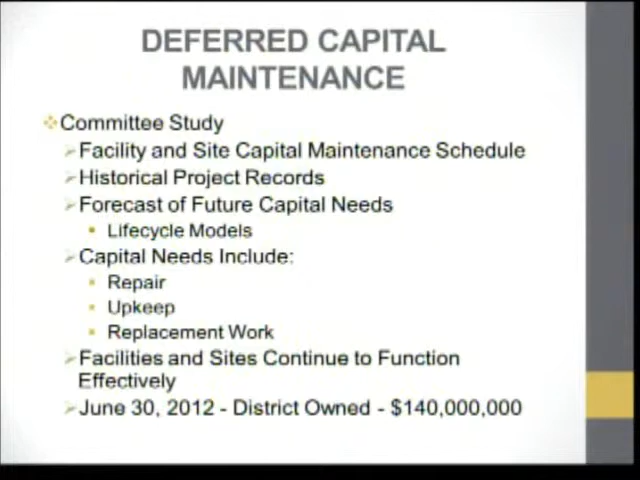 DEFERRED CAPITAL
MAINTENANCE
Committee Study
Facility and Site Capital Maintenance Schedule
Historical Project Records
Forecast of Future Capital Needs
Lifecycle Models
Capital Needs Include:
Repair
Upkeep
Replacement Work
Facilities and Sites Continue to Function
Effectively
June 30, 2012 - District Owned - $140,000,000